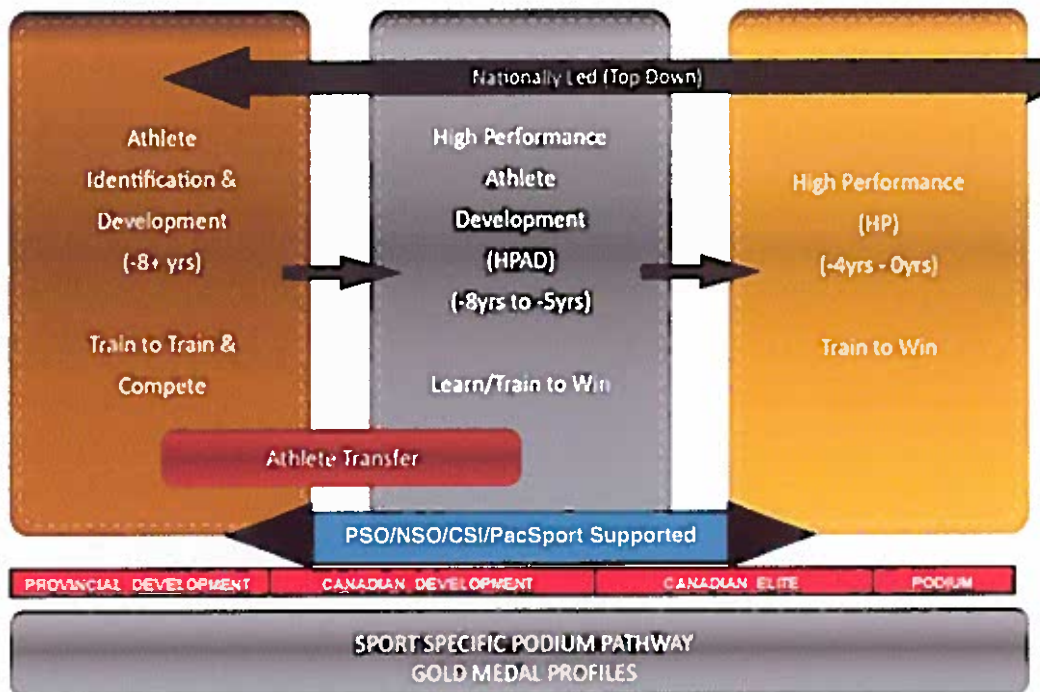 Nationally Led (Top Down)
Athlete
Identification &
Development
(-8+ yrs)
Train to Train &
Compete
High Performance
Athlete
Development
(HPAD)
(-8yrs to -5yrs)
Learn/Train to Win
High Performance
(HP)
(-4yrs - 0yrs)
Train to Win
Athlete Transfer
PSO/NSO/CSI/PacSport Supported
PROVINCIAL DEVELOPMENT
CANADIAN DEVELOPMENT
CANADIAN ELITE
PODIUM
SPORT SPECIFIC PODIUM PATHWAY
GOLD MEDAL PROFILES